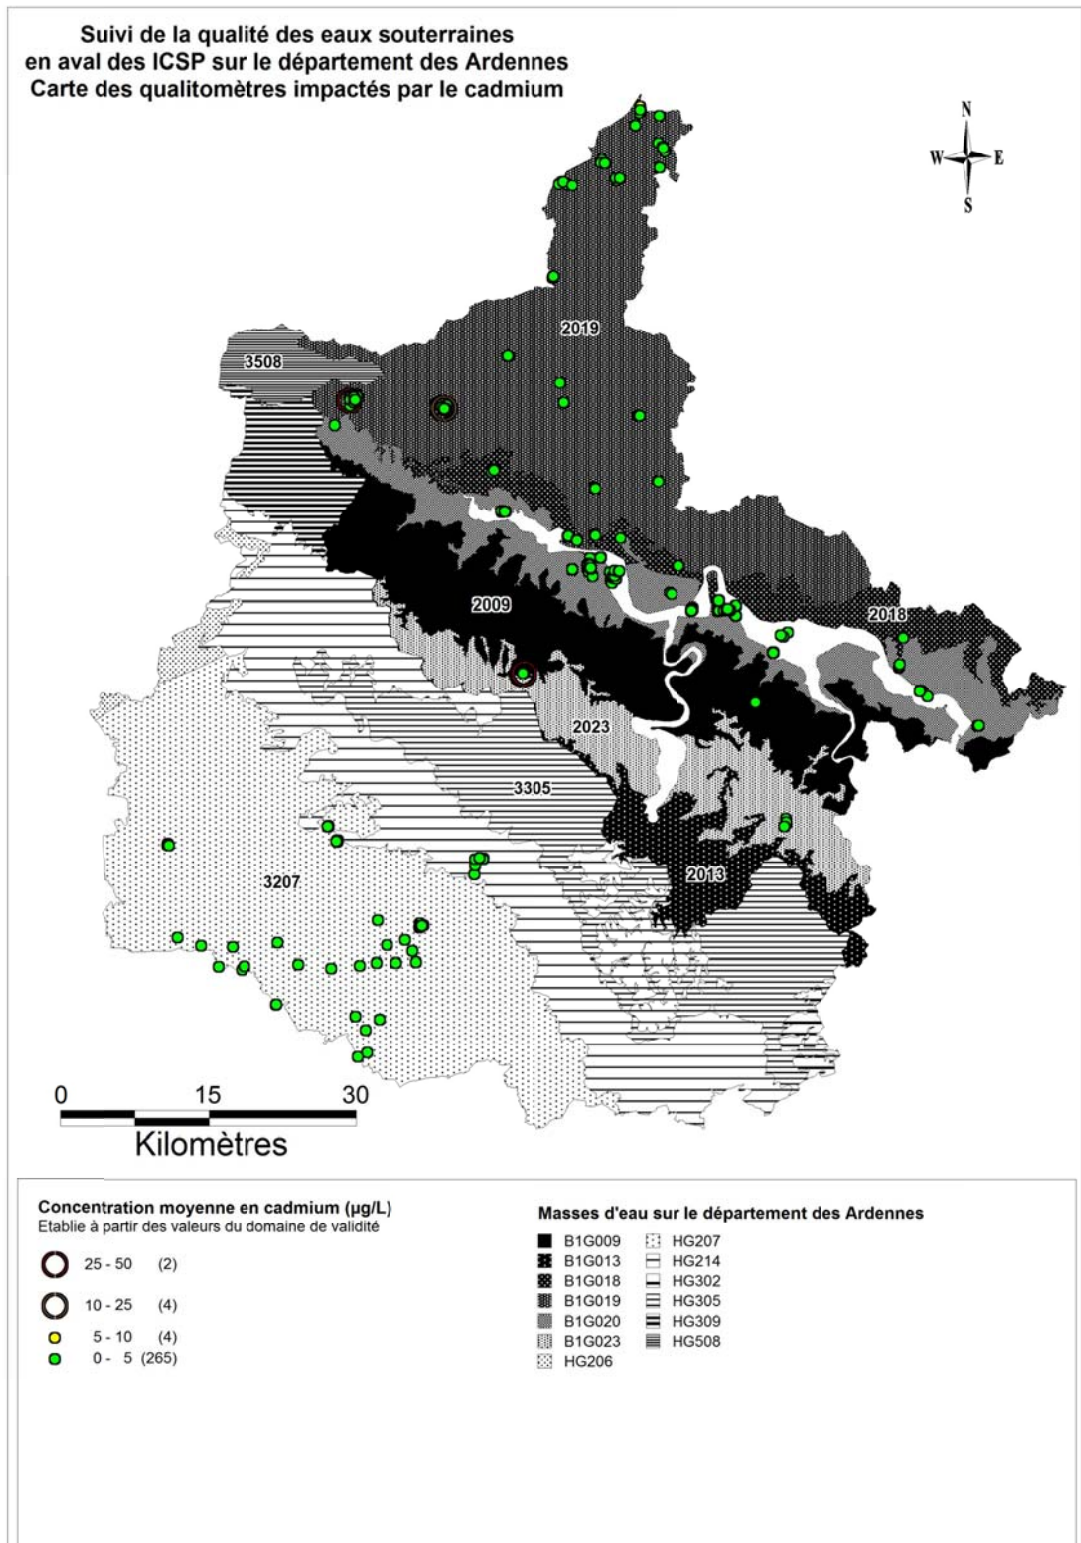 Suivi de la qualité des eaux souterraines
en aval des ICSP sur le département des Ardennes
Carte des qualitomètres impactés par le cadmium
N
W E
S
2019
3508
2009
2018
2023
3305
2013
3207
0 15 30
Kilomètres
Concentration moyenne en cadmium (µg/L)
Etablie à partir des valeurs du domaine de validité
25 - 50 (2)
10 - 25 (4)
5 - 10 (4)
0 - 5 (265)
Masses d'eau sur le département des Ardennes
B1G009 HG207
B1G013 HG214
B1G018 HG302
B1G019 HG305
B1G020 HG309
B1G023 HG508
HG206